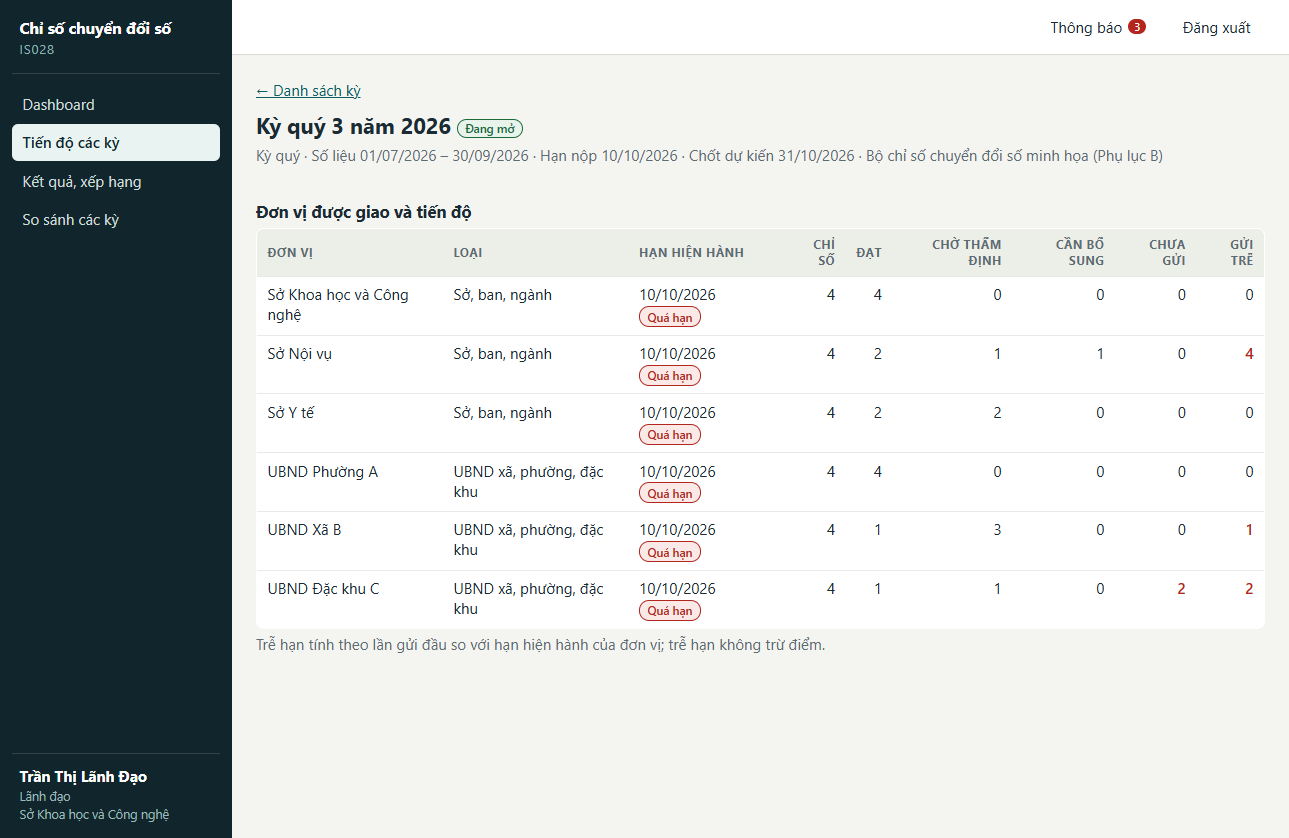 Chỉ số chuyển đổi số
IS028
Dashboard
Tiến độ các kỳ
Kết quả, xếp hạng
So sánh các kỳ
Trần Thị Lãnh Đạo
Lãnh đạo
Sở Khoa học và Công nghệ
Thông báo 3 Đăng xuất
← Danh sách kỳ
Kỳ quý 3 năm 2026 Đang mở
Kỳ quý · Số liệu 01/07/2026 – 30/09/2026 · Hạn nộp 10/10/2026 · Chốt dự kiến 31/10/2026 · Bộ chỉ số chuyển đổi số minh họa (Phụ lục B)
Đơn vị được giao và tiến độ
ĐƠN VỊ LOẠI HẠN HIỆN HÀNH CHỈ SỐ ĐẠT CHỜ THẨM ĐỊNH CẦN BỔ SUNG CHƯA GỬI GỬI TRỄ
Sở Khoa học và Công nghệ Sở, ban, ngành 10/10/2026 Quá hạn 4 4 0 0 0 0
Sở Nội vụ Sở, ban, ngành 10/10/2026 Quá hạn 4 2 1 1 0 4
Sở Y tế Sở, ban, ngành 10/10/2026 Quá hạn 4 2 2 0 0 0
UBND Phường A UBND xã, phường, đặc khu 10/10/2026 Quá hạn 4 4 0 0 0 0
UBND Xã B UBND xã, phường, đặc khu 10/10/2026 Quá hạn 4 1 3 0 0 1
UBND Đặc khu C UBND xã, phường, đặc khu 10/10/2026 Quá hạn 4 1 1 0 2 2
Trễ hạn tính theo lần gửi đầu so với hạn hiện hành của đơn vị; trễ hạn không trừ điểm.